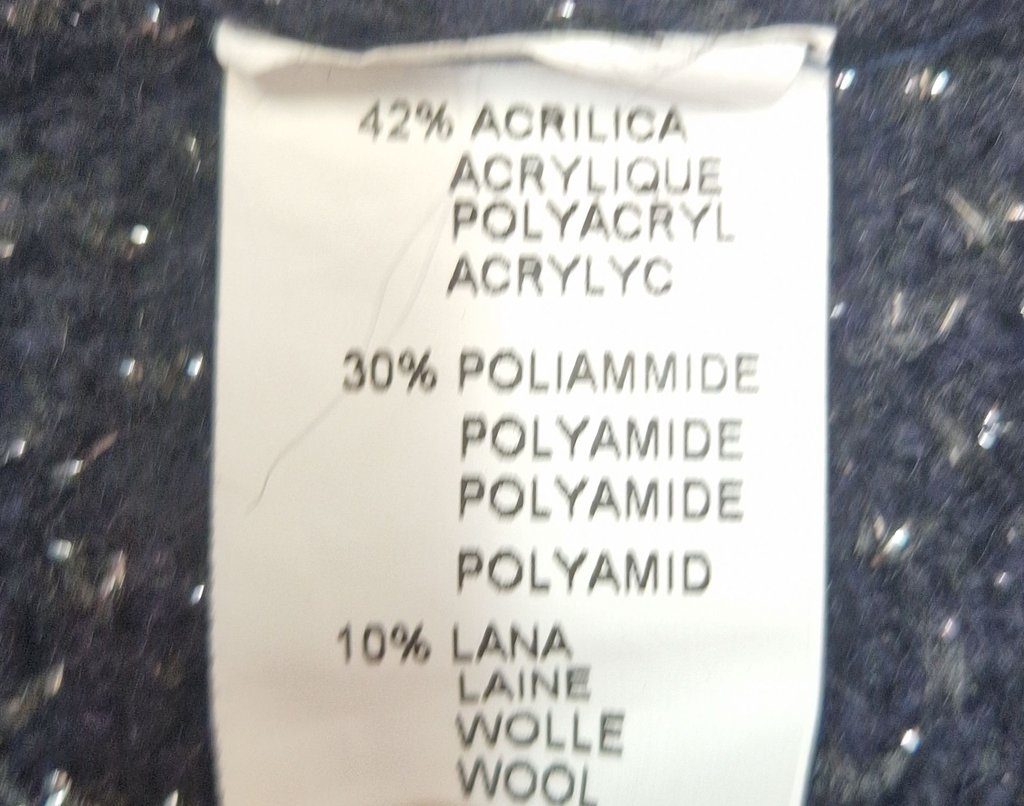 42% ACRILICA
ACRYLIQUE
POLYACRYL
ACRYLYC
30% POLIAMMIDE
POLYAMIDE
POLYAMIDE
POLYAMID
10% LANA
LAINE
WOLLE
WOOL